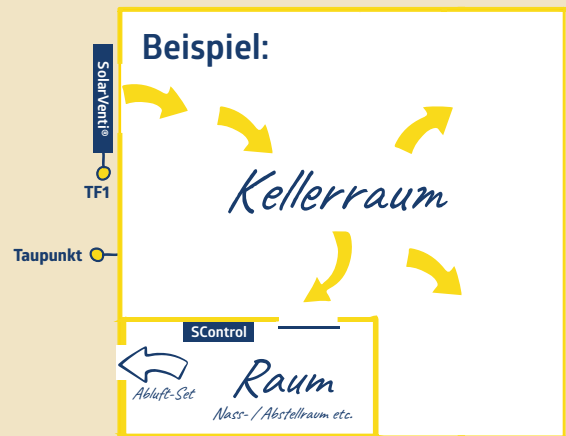 Beispiel:
SolarVenti®
TF1
Kellerraum
Taupunkt
SControl
Raum
Abluft-Set
Nass- / Abstellraum etc.